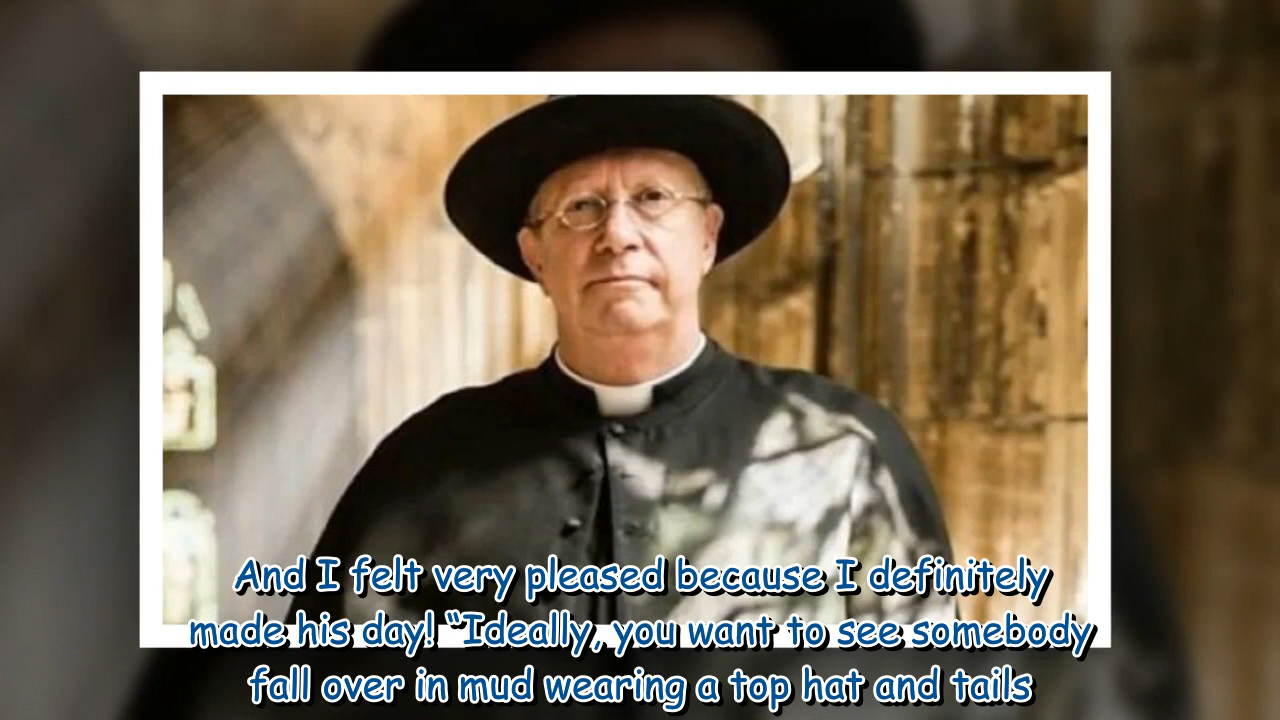 And I felt very pleased because I definitely
made his day! “Ideally, you want to see somebody
fall over in mud wearing a top hat and tails